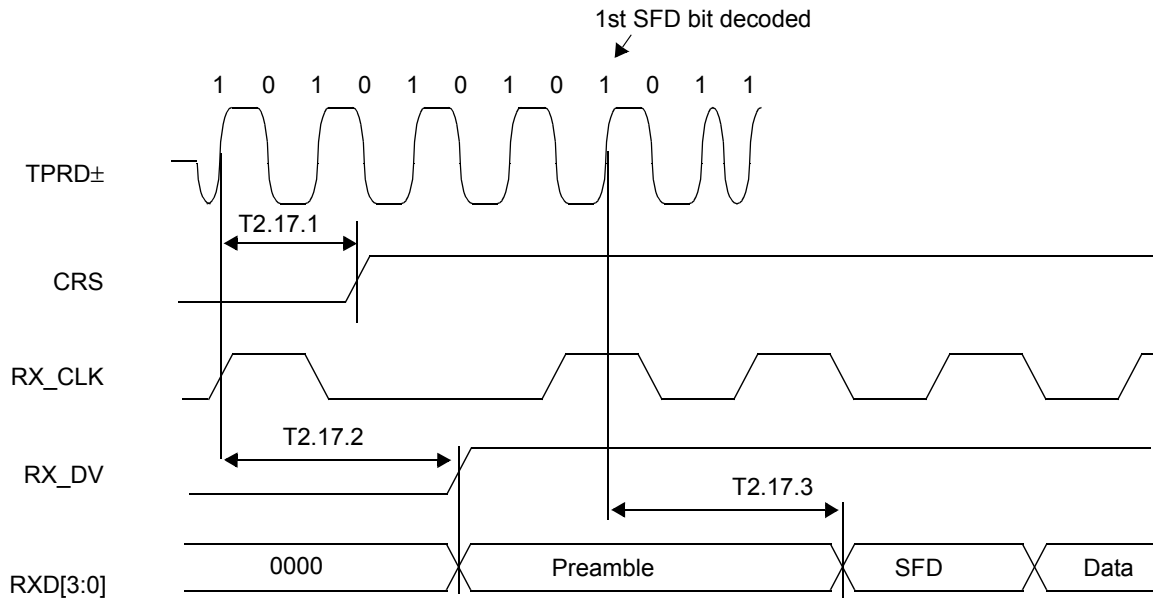 1st SFD bit decoded
1 0 1 0 1 0 1 0 1 0 1 1
TPRD±
T2.17.1
CRS
RX_CLK
T2.17.2
RX_DV
T2.17.3
RXD[3:0]
0000 Preamble SFD Data